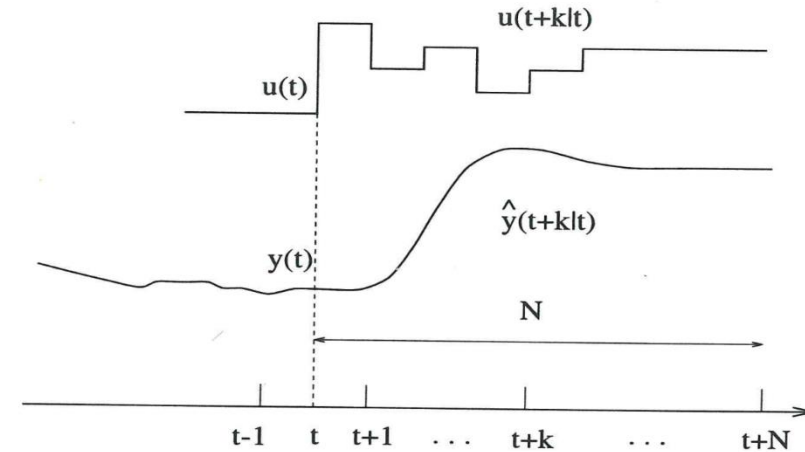 u(t+k|t)
u(t)
ŷ(t+k|t)
y(t)
N
t-1 t t+1 ... t+k ... t+N